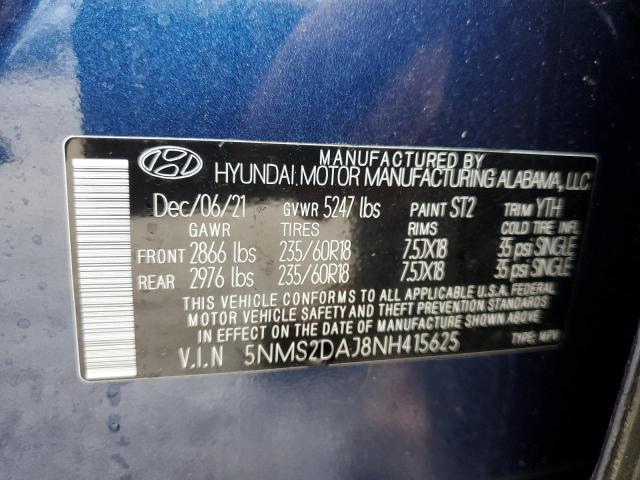 MANUFACTURED BY
HYUNDAI MOTOR MANUFACTURING ALABAMA, LLC
Dec/06/21 GVWR 5247 lbs PAINT ST2 TRIM YTH
GAWR TIRES RIMS COLD TIRE INFL.
FRONT 2866 lbs 235/60R18 7.5JX18 35 psi SINGLE
REAR 2976 lbs 235/60R18 7.5JX18 35 psi SINGLE
THIS VEHICLE CONFORMS TO ALL APPLICABLE U.S.A. FEDERAL
MOTOR VEHICLE SAFETY AND THEFT PREVENTION STANDARDS
IN EFFECT ON THE DATE OF MANUFACTURE SHOWN ABOVE.
V.I.N 5NMS2DAJ8NH415625 TYPE: MPV